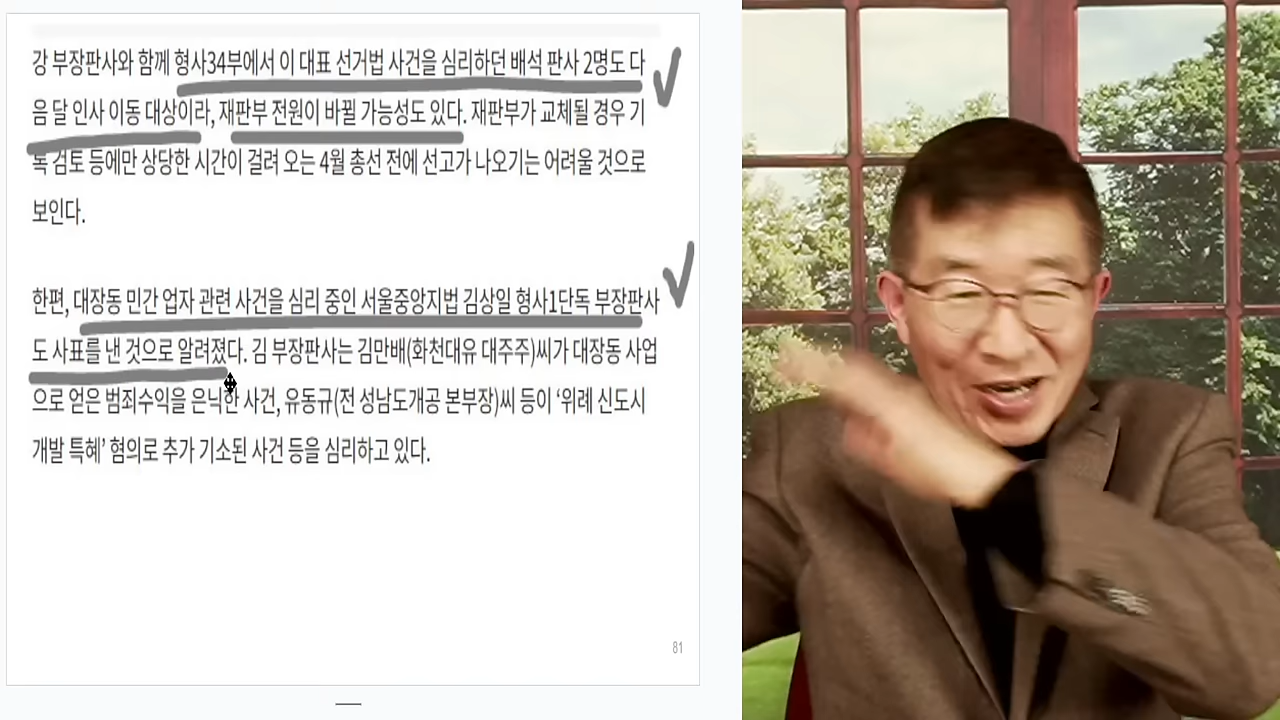 강 부장판사와 함께 형사34부에서 이 대표 선거법 사건을 심리하던 배석 판사 2명도 다
음 달 인사 이동 대상이라, 재판부 전원이 바뀔 가능성도 있다. 재판부가 교체될 경우 기
록 검토 등에만 상당한 시간이 걸려 오는 4월 총선 전에 선고가 나오기는 어려울 것으로
보인다.
한편, 대장동 민간 업자 관련 사건을 심리 중인 서울중앙지법 김상일 형사1단독 부장판사
도 사표를 낸 것으로 알려졌다. 김 부장판사는 김만배(화천대유 대주주)씨가 대장동 사업
으로 얻은 범죄수익을 은닉한 사건, 유동규(전 성남도개공 본부장)씨 등이 ‘위례 신도시
개발 특혜’ 혐의로 추가 기소된 사건 등을 심리하고 있다.
81